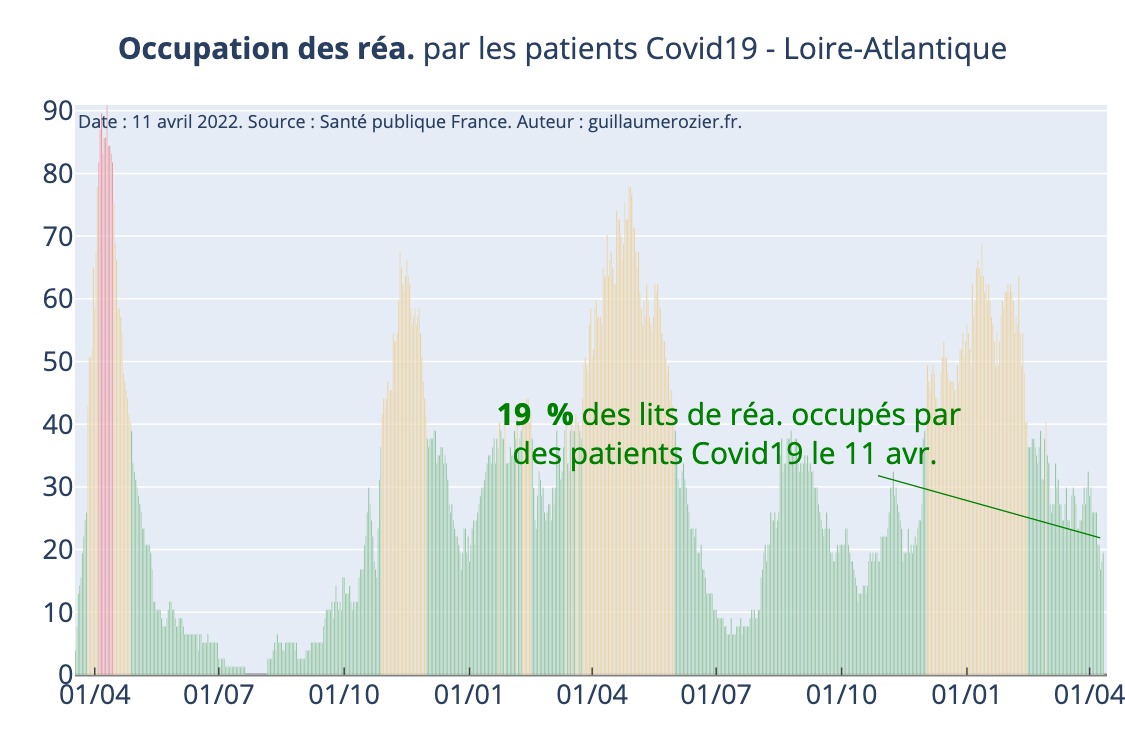 Occupation des réa. par les patients Covid19 - Loire-Atlantique
90
Date : 11 avril 2022. Source : Santé publique France. Auteur : guillaumerozier.fr.
80
70
60
50
40
19 % des lits de réa. occupés par
des patients Covid19 le 11 avr.
30
20
10
0
01/04 01/07 01/10 01/01 01/04 01/07 01/10 01/01 01/04